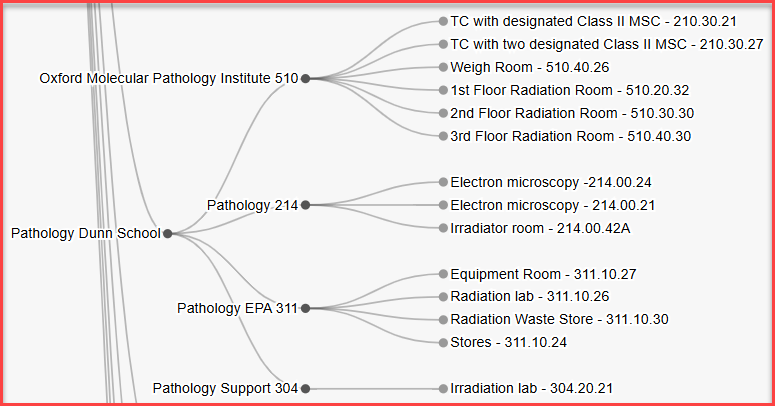 TC with designated Class II MSC - 210.30.21
TC with two designated Class II MSC - 210.30.27
Weigh Room - 510.40.26
Oxford Molecular Pathology Institute 510
1st Floor Radiation Room - 510.20.32
2nd Floor Radiation Room - 510.30.30
3rd Floor Radiation Room - 510.40.30
Electron microscopy -214.00.24
Pathology 214
Electron microscopy - 214.00.21
Irradiator room - 214.00.42A
Pathology Dunn School
Equipment Room - 311.10.27
Radiation lab - 311.10.26
Pathology EPA 311
Radiation Waste Store - 311.10.30
Stores - 311.10.24
Pathology Support 304
Irradiation lab - 304.20.21